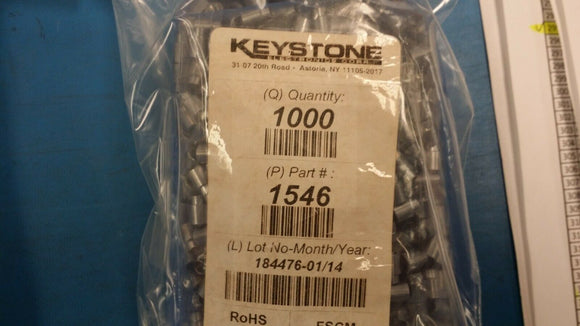 KEYSTONE
ELECTRONICS CORP.
31-07 20th Road - Astoria, NY 11105-2017
(Q) Quantity:
1000
(P) Part # :
1546
(L) Lot No-Month/Year:
184476-01/14
RoHS